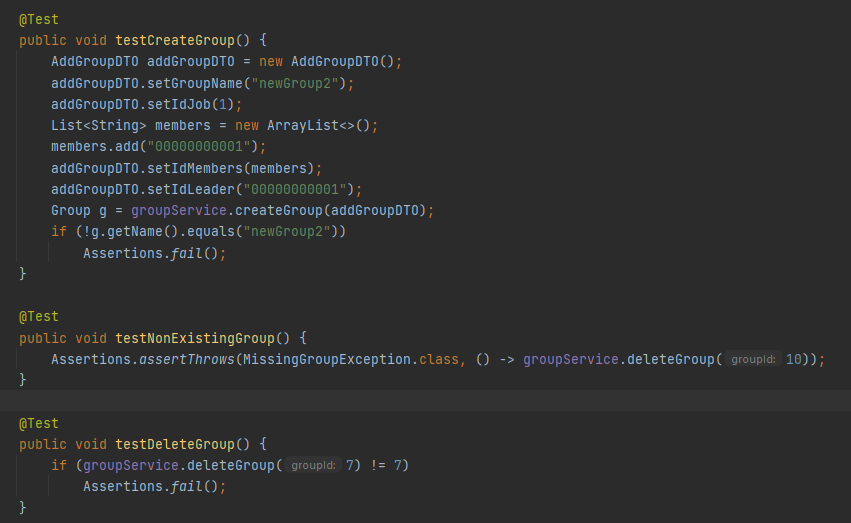 @Test
public void testCreateGroup() {
    AddGroupDTO addGroupDTO = new AddGroupDTO();
    addGroupDTO.setGroupName("newGroup2");
    addGroupDTO.setIdJob(1);
    List<String> members = new ArrayList<>();
    members.add("00000000001");
    addGroupDTO.setIdMembers(members);
    addGroupDTO.setIdLeader("00000000001");
    Group g = groupService.createGroup(addGroupDTO);
    if (!g.getName().equals("newGroup2"))
        Assertions.fail();
}
@Test
public void testNonExistingGroup() {
    Assertions.assertThrows(MissingGroupException.class, () -> groupService.deleteGroup( groupId: 10));
}
@Test
public void testDeleteGroup() {
    if (groupService.deleteGroup( groupId: 7) != 7)
        Assertions.fail();
}